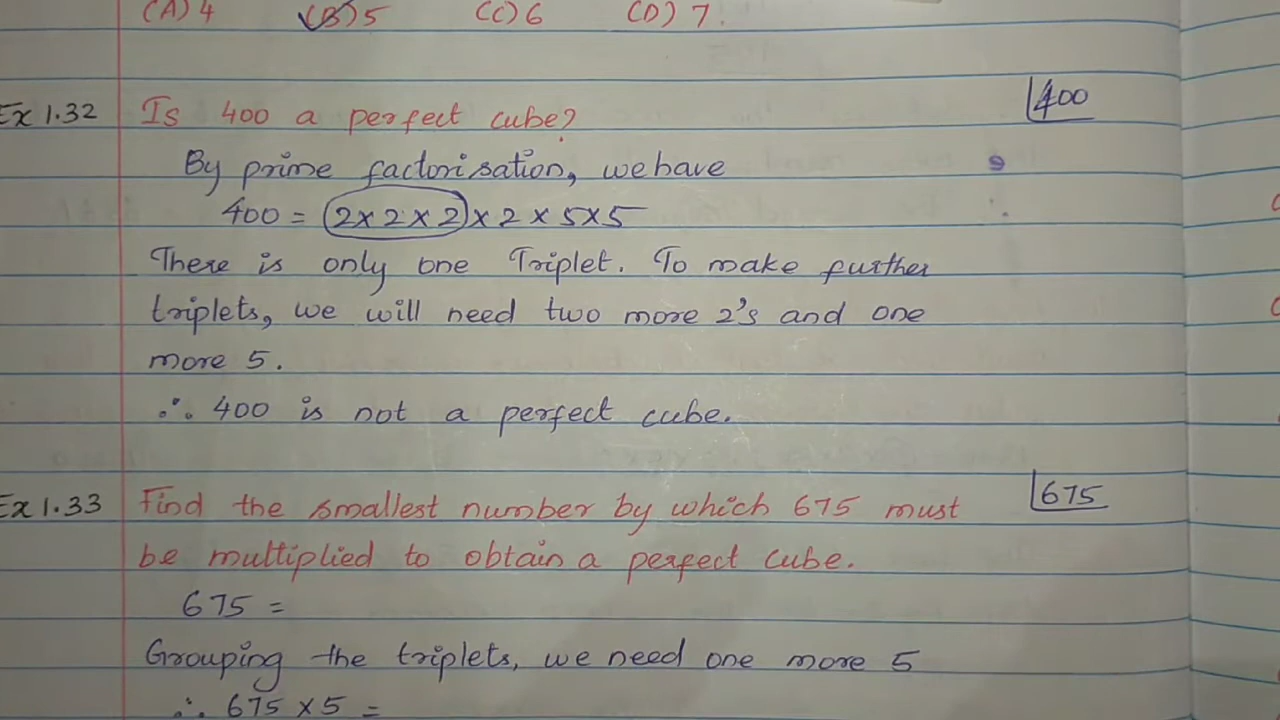 (A) 4 (B) 5 (C) 6 (D) 7.
Ex 1.32 Is 400 a perfect cube? 400
By prime factorisation, we have
400 = 2 × 2 × 2 × 2 × 5 × 5
There is only one Triplet. To make further
triplets, we will need two more 2's and one
more 5.
∴ 400 is not a perfect cube.
Ex 1.33 Find the smallest number by which 675 must 675
be multiplied to obtain a perfect cube.
675 =
Grouping the triplets, we need one more 5
∴ 675 × 5 =